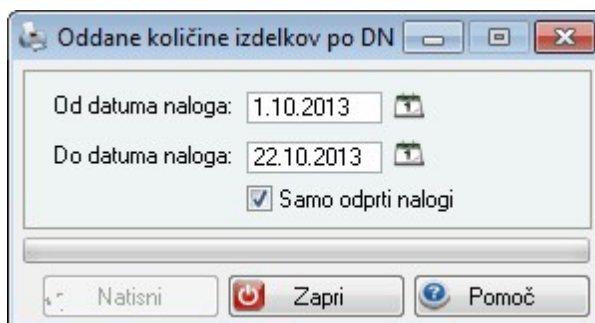 Oddane količine izdelkov po DN
Od datuma naloga: 1.10.2013
Do datuma naloga: 22.10.2013
Samo odprti nalogi
Natisni Zapri Pomoč